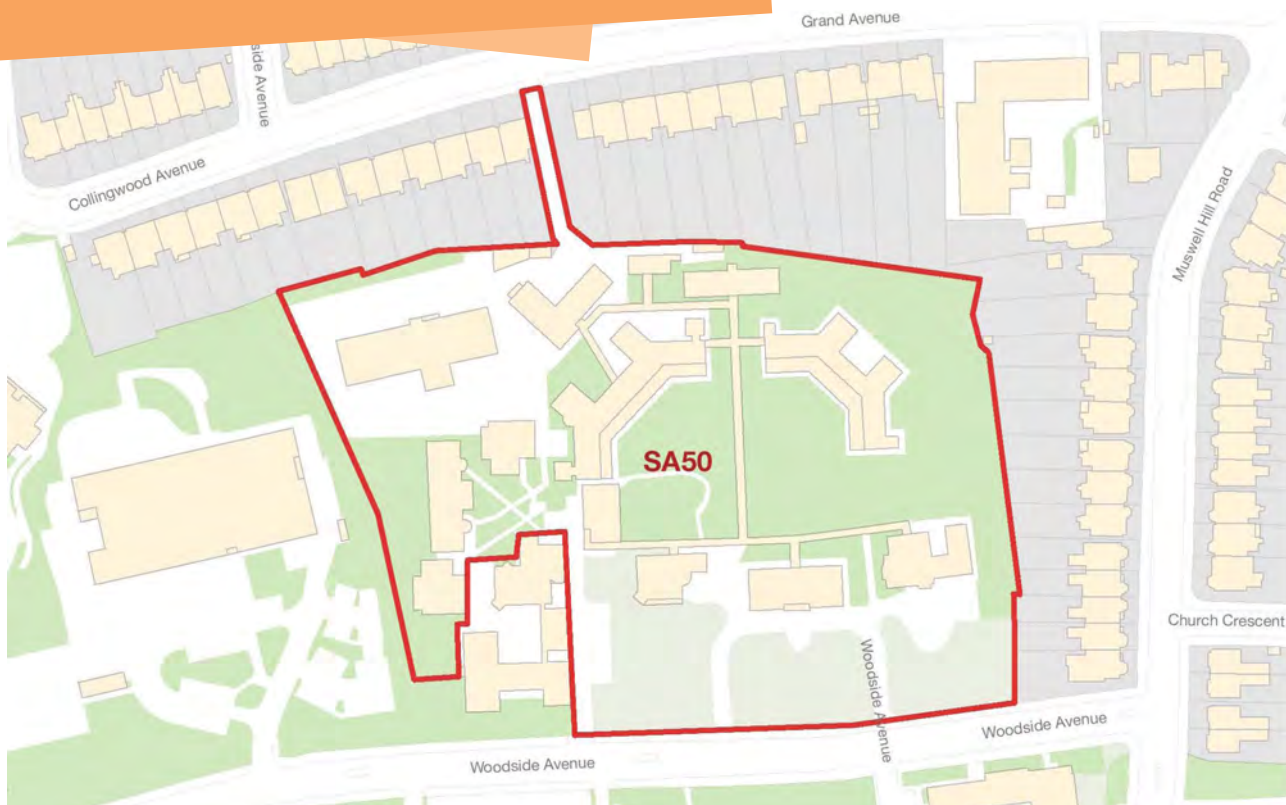 Grand Avenue
side Avenue
Collingwood Avenue
Muswell Hill Road
SA50
Church Crescent
Woodside Avenue
Woodside Avenue
Woodside Avenue